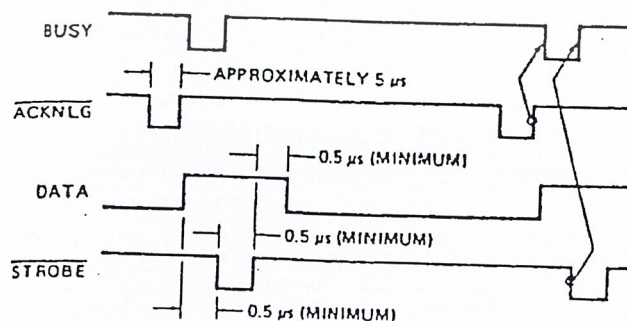 BUSY
APPROXIMATELY 5 µs
ACKNLG
0.5 µs (MINIMUM)
DATA
0.5 µs (MINIMUM)
STROBE
0.5 µs (MINIMUM)